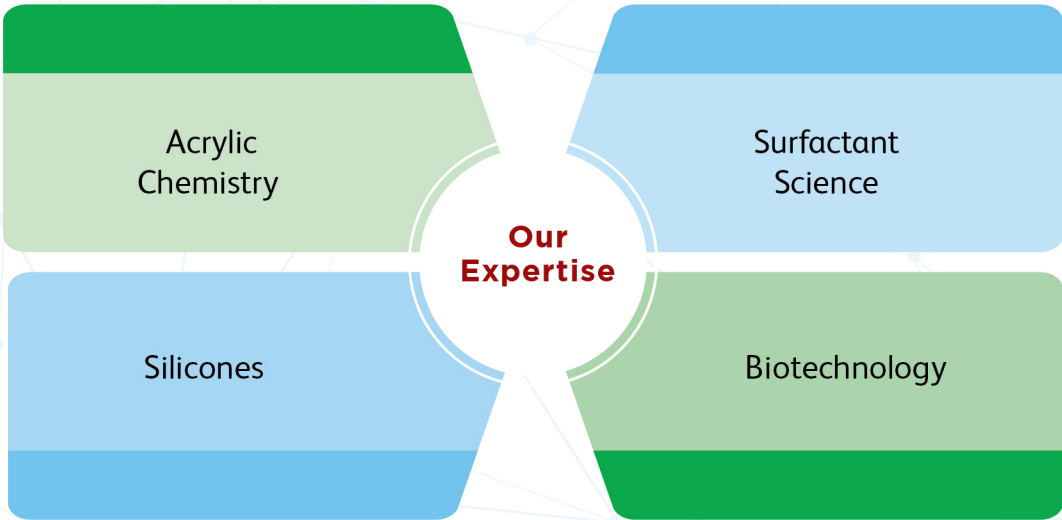 Acrylic
Chemistry
Surfactant
Science
Our
Expertise
Silicones
Biotechnology